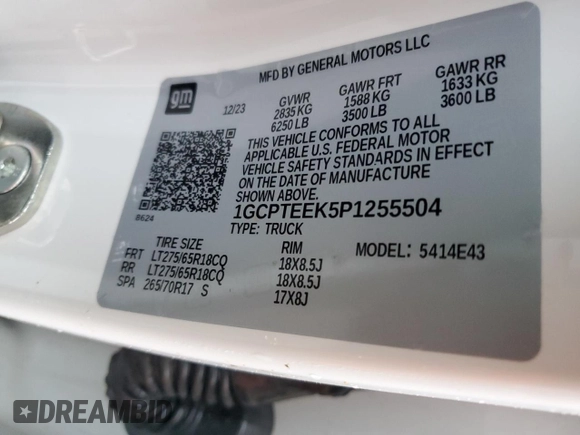 MFD BY GENERAL MOTORS LLC
gm
12/23
GVWR
2835 KG
6250 LB
GAWR FRT
1588 KG
3500 LB
GAWR RR
1633 KG
3600 LB
THIS VEHICLE CONFORMS TO ALL
APPLICABLE U.S. FEDERAL MOTOR
VEHICLE SAFETY STANDARDS IN EFFECT
ON THE DATE OF MANUFACTURE
SHOWN ABOVE.
8624
1GCPTEEK5P1255504
TYPE: TRUCK
MODEL: 5414E43
TIRE SIZE RIM
FRT LT275/65R18CQ 18X8.5J
RR LT275/65R18CQ 18X8.5J
SPA 265/70R17 S 17X8J
DREAMBID